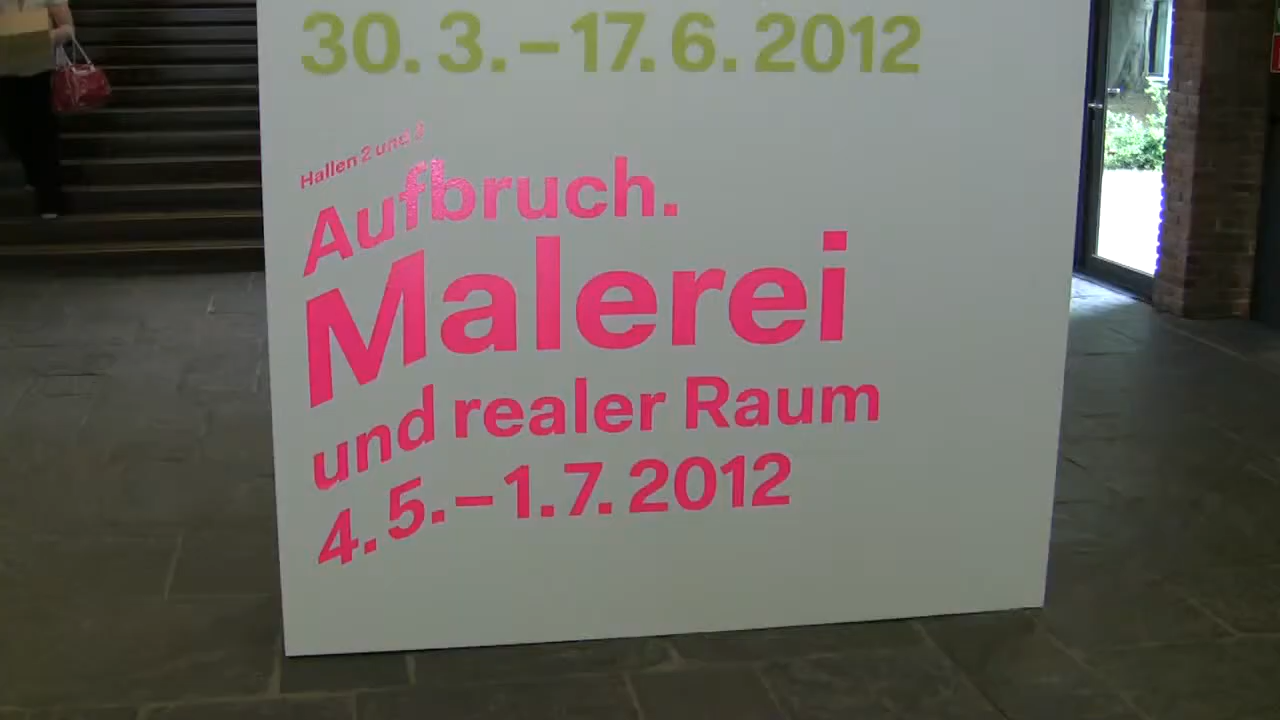 30. 3. – 17. 6. 2012
Hallen 2 und 3
Aufbruch.
Malerei
und realer Raum
4. 5. – 1. 7. 2012